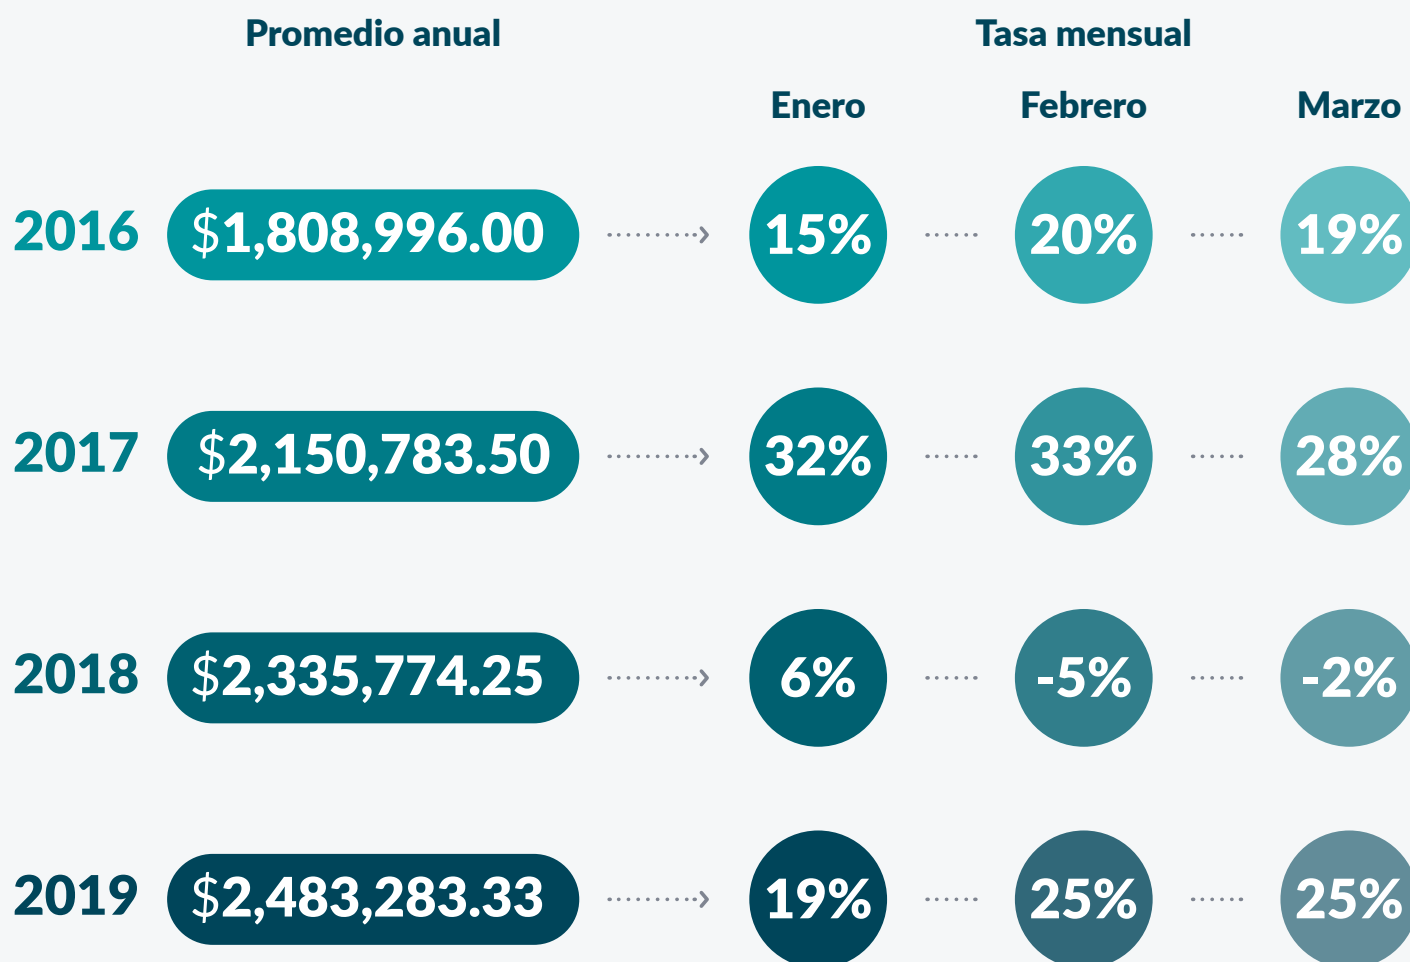 Promedio anual Tasa mensual
Enero Febrero Marzo
2016 $1,808,996.00 15% 20% 19%
2017 $2,150,783.50 32% 33% 28%
2018 $2,335,774.25 6% -5% -2%
2019 $2,483,283.33 19% 25% 25%